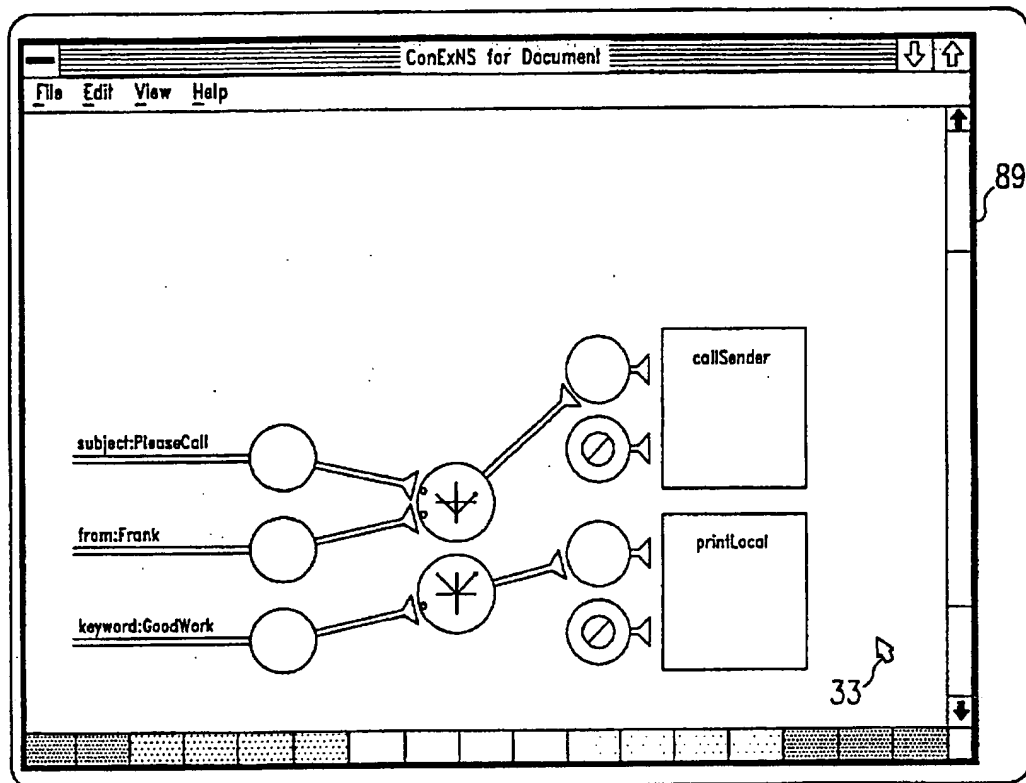 ConExNS for Document
File Edit View Help
89
callSender
subject:PleaseCall
from:Frank
printLocal
keyword:GoodWork
33